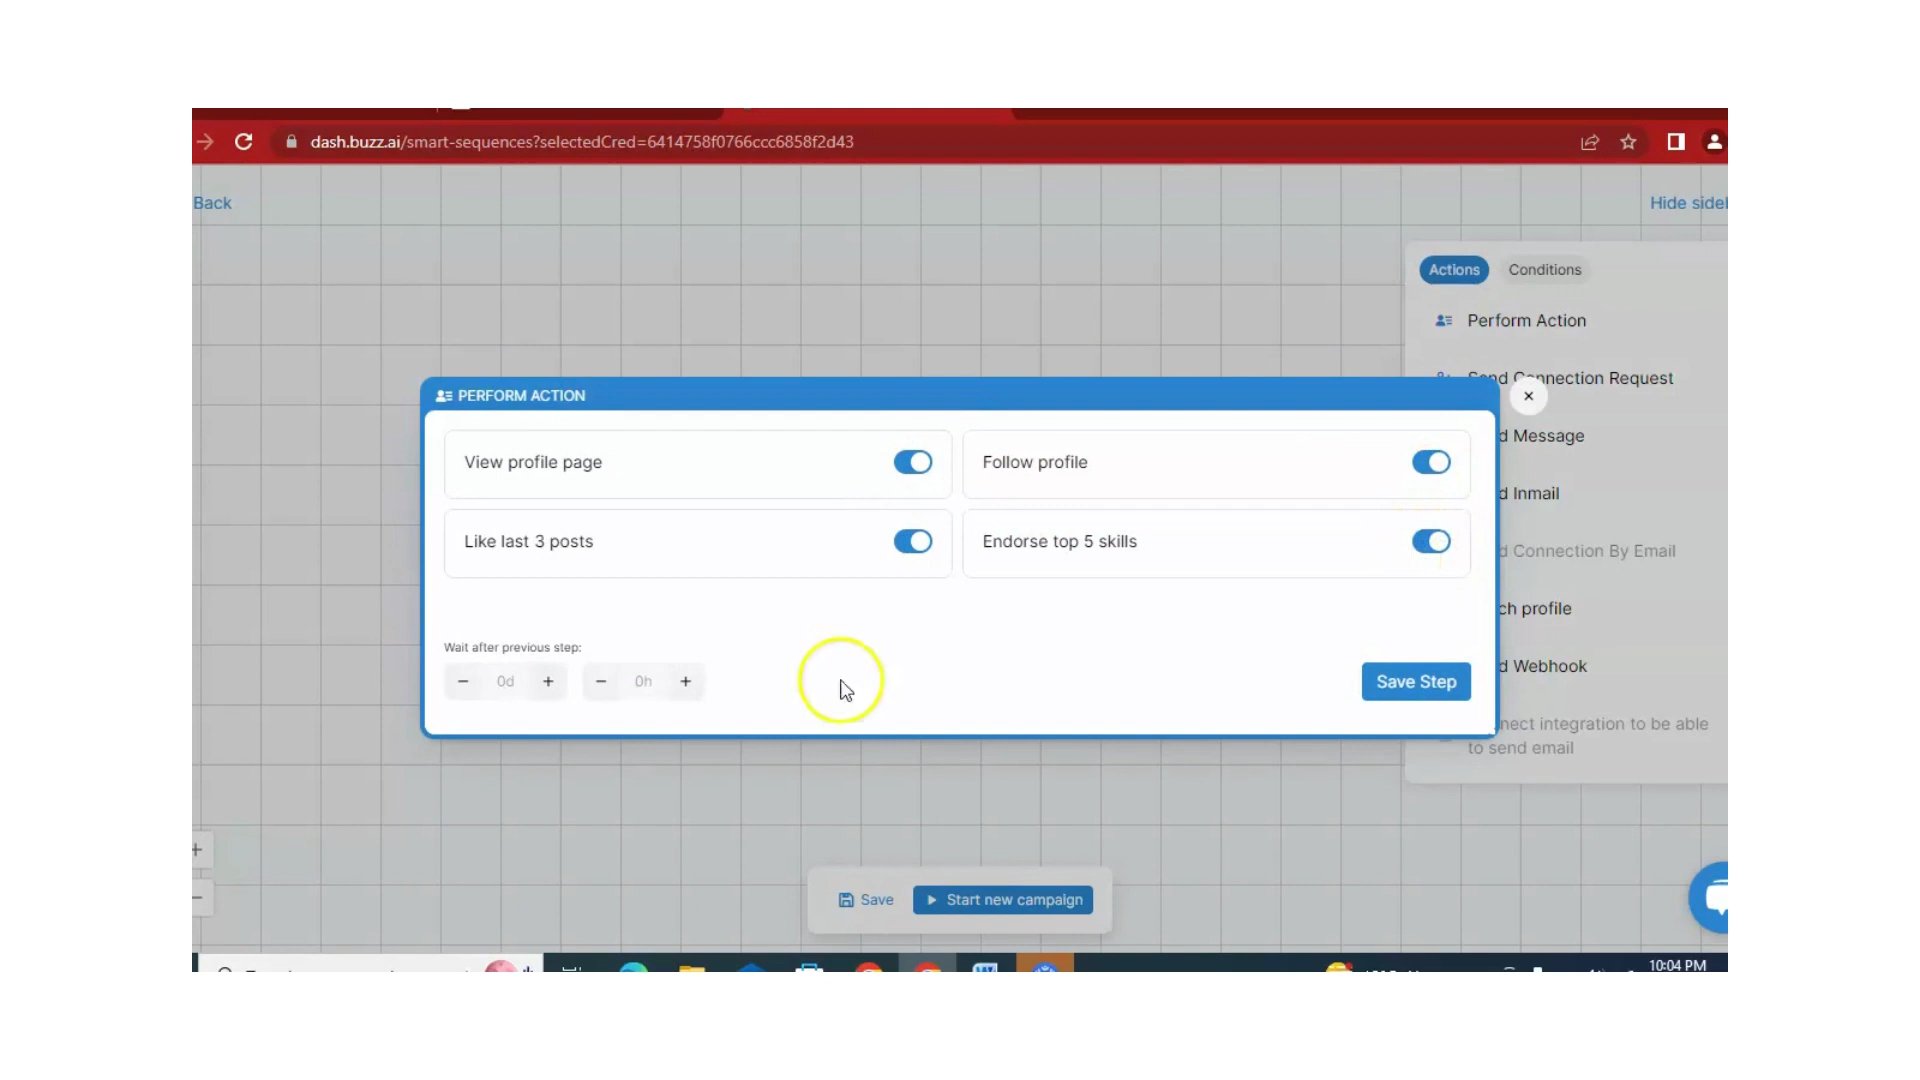 dash.buzz.ai/smart-sequences?selectedCred=6414758f0766ccc6858f2d43
Back
Hide
Actions
Conditions
Perform Action
Connection Request
PERFORM ACTION
×
Message
View profile page
Follow profile
Inmail
Like last 3 posts
Endorse top 5 skills
Connection By Email
profile
Wait after previous step:
− 0d + − 0h +
Save Step
Webhook
integration to be able
to send email
+
−
Save
Start new campaign
10:04 PM